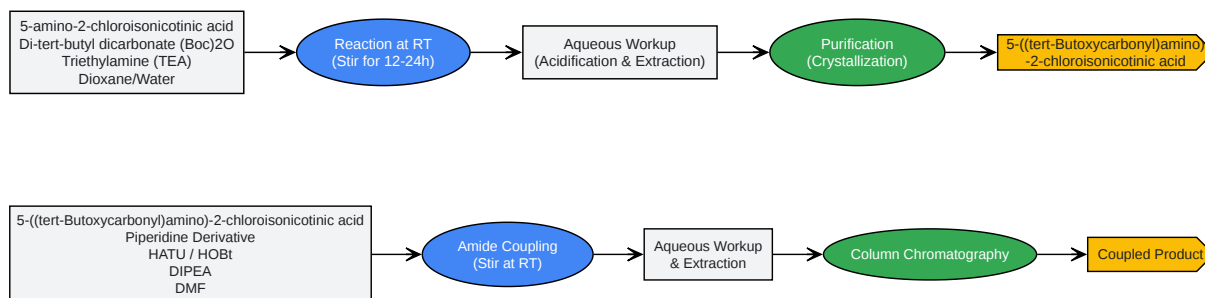 5-amino-2-chloroisonicotinic acid
Di-tert-butyl dicarbonate (Boc)2O
Triethylamine (TEA)
Dioxane/Water
Reaction at RT
(Stir for 12-24h)
Aqueous Workup
(Acidification & Extraction)
Purification
(Crystallization)
5-((tert-Butoxycarbonyl)amino)
-2-chloroisonicotinic acid
5-((tert-Butoxycarbonyl)amino)-2-chloroisonicotinic acid
Piperidine Derivative
HATU / HOBt
DIPEA
DMF
Amide Coupling
(Stir at RT)
Aqueous Workup
& Extraction
Column Chromatography
Coupled Product